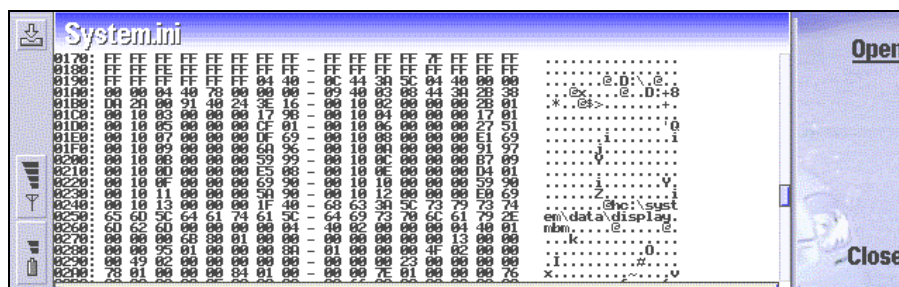 System.ini
Open
0170: FF FF FF FF FF FF FF FF - FF FF FF FF 7F FF FF FF ................
0180: FF FF FE FF FF FF FF FF - FF FF FF FF FF FF FF FF ................
0190: FF FF FF FF FF FF 04 40 - 0C 44 3A 5C 04 40 00 00 .......@.D:\.@..
01A0: 00 00 04 40 78 00 00 00 - 09 40 03 08 44 3A 2B 38 ...@x....@..D:+8
01B0: DA 2A 00 91 40 24 3E 16 - 00 10 02 00 00 00 2B 01 .*..@$>.......+.
01C0: 00 10 03 00 00 00 17 9B - 00 10 04 00 00 00 17 01 ................
01D0: 00 10 05 00 00 00 CF 01 - 00 10 06 00 00 00 27 51 ..............'Q
01E0: 00 10 07 00 00 00 DF 69 - 00 10 08 00 00 00 E1 69 .......i.......i
01F0: 00 10 09 00 00 00 6A 96 - 00 10 0A 00 00 00 91 97 ......j.........
0200: 00 10 0B 00 00 00 59 99 - 00 10 0C 00 00 00 B7 09 ......Y.........
0210: 00 10 0D 00 00 00 E5 08 - 00 10 0E 00 00 00 D4 01 ................
0220: 00 10 0F 00 00 00 69 90 - 00 10 10 00 00 00 59 90 ......i.......Y.
0230: 00 10 11 00 00 00 5A 90 - 00 10 12 00 00 00 E0 69 ......Z........i
0240: 00 10 13 00 00 00 1F 40 - 68 63 3A 5C 73 79 73 74 .......@hc:\syst
0250: 65 6D 5C 64 61 74 61 5C - 64 69 73 70 6C 61 79 2E em\data\display.
0260: 6D 62 6D 00 00 00 00 04 - 40 02 00 00 00 04 40 01 mbm.....@.....@.
0270: 00 00 00 6B 80 01 00 00 - 00 00 00 00 00 13 00 00 ...k............
0280: 00 00 95 01 00 00 00 80 - 01 00 00 00 4F 02 00 00 ............O...
0290: 00 49 02 00 00 00 00 80 - 00 00 00 23 00 00 00 00 .I.........#....
02A0: 78 01 00 00 00 84 01 00 - 00 00 7E 01 00 00 00 76 x.........~....v
Close